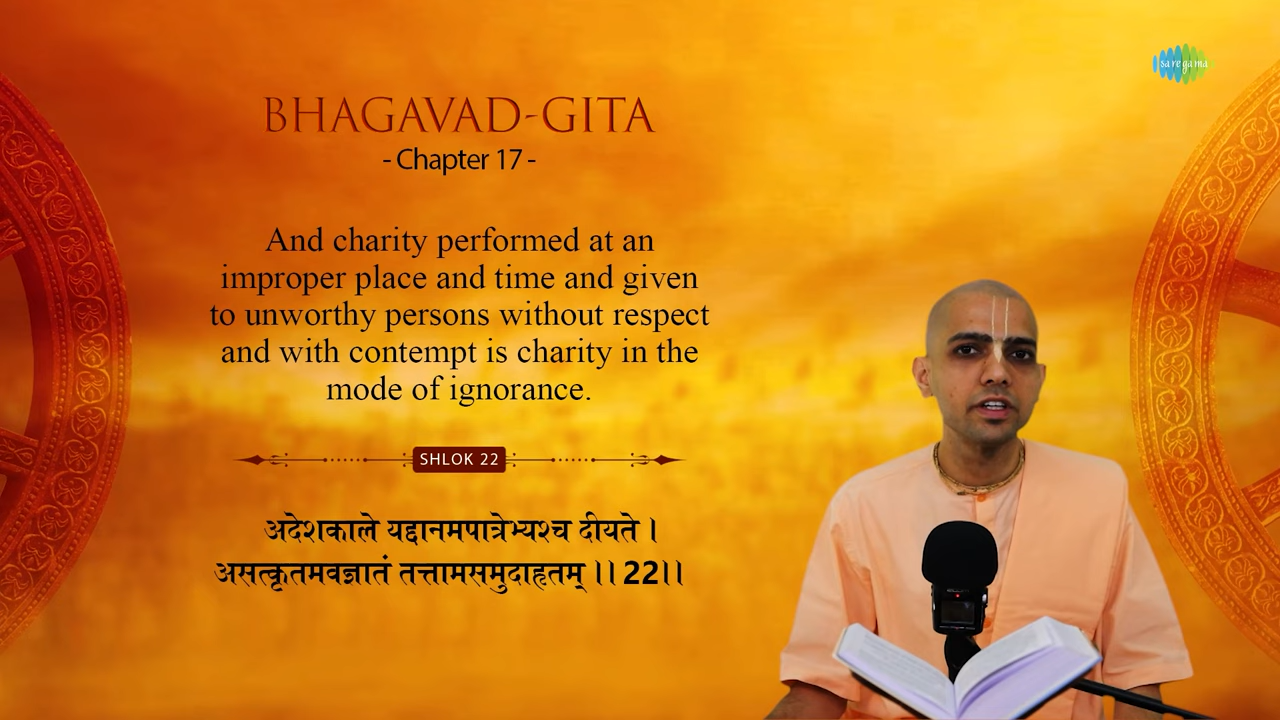 saregama
BHAGAVAD-GITA
- Chapter 17 -
And charity performed at an
improper place and time and given
to unworthy persons without respect
and with contempt is charity in the
mode of ignorance.
SHLOK 22
अदेशकाले यद्दानमपात्रेभ्यश्च दीयते ।
असत्कृतमवज्ञातं तत्तामसमुदाहृतम् ।। 22।।